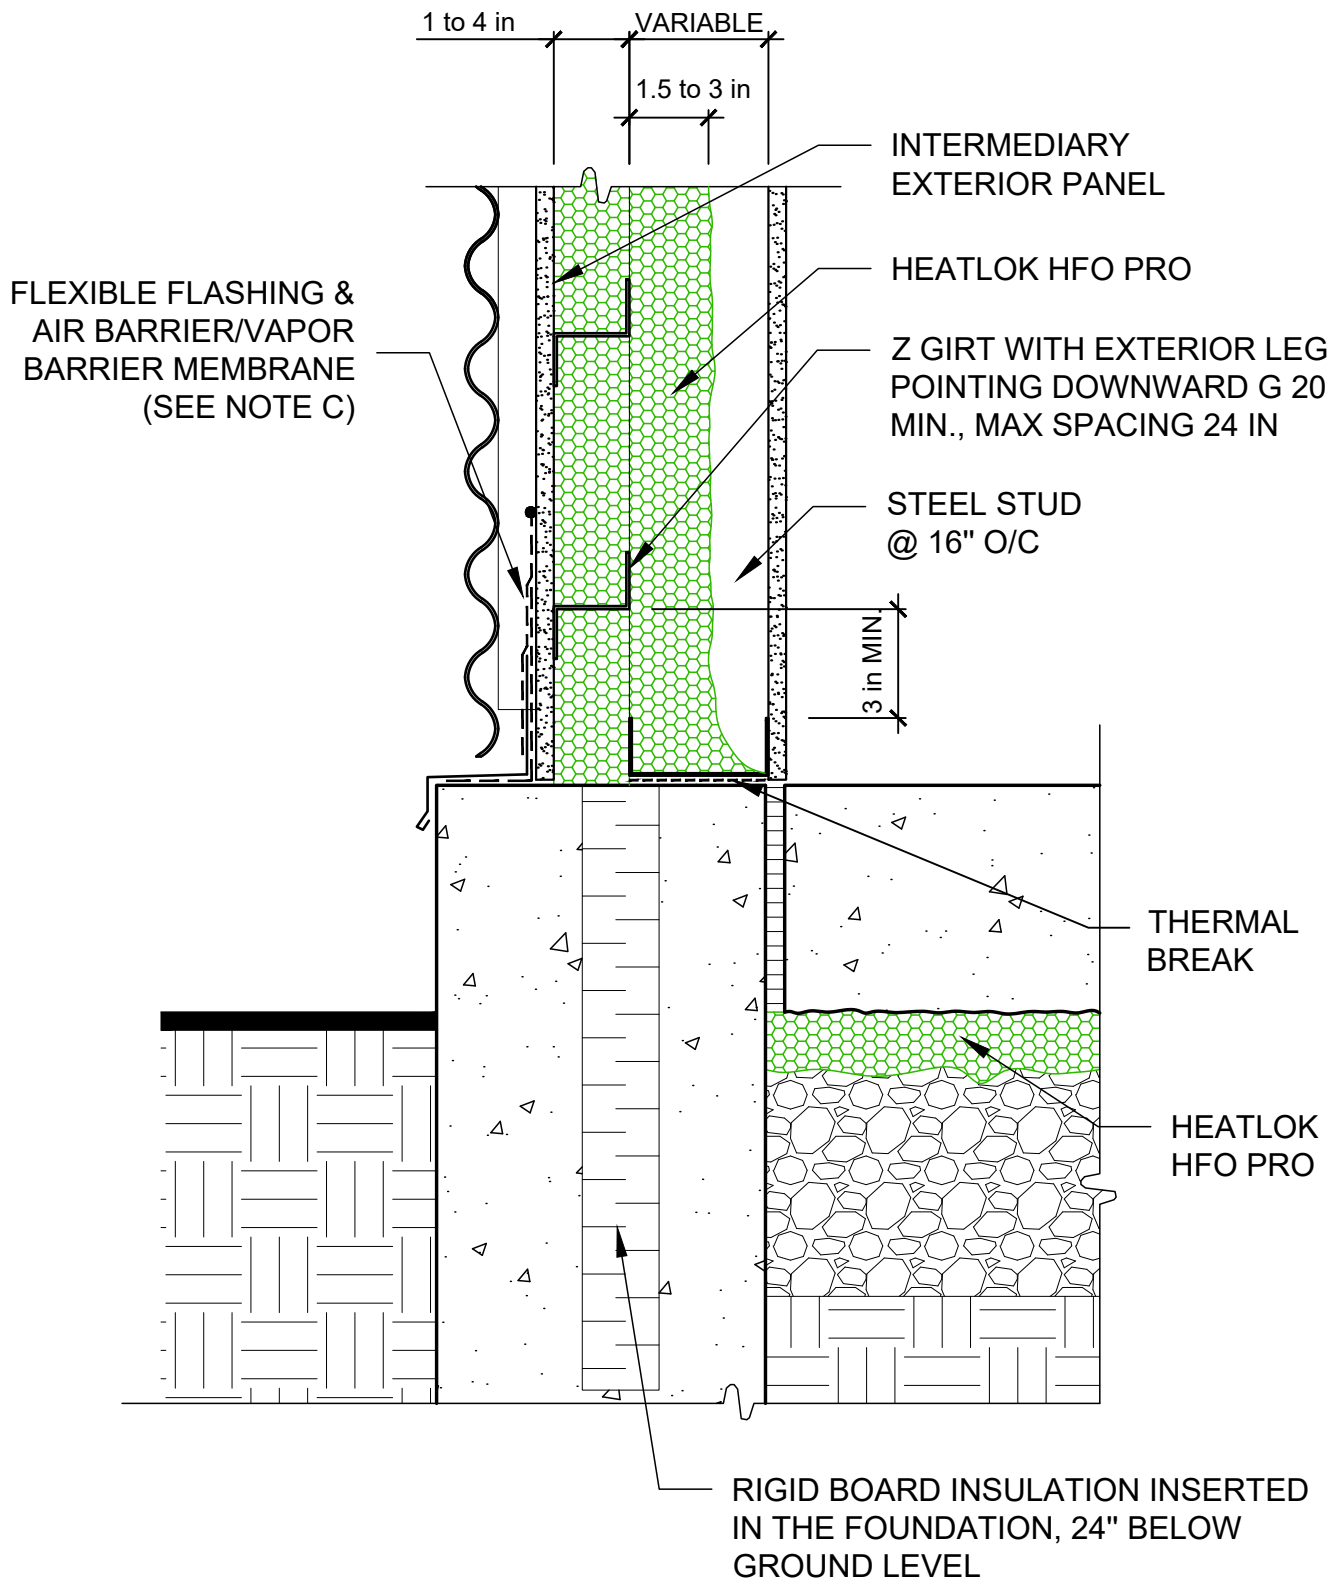 1 to 4 in
VARIABLE
1.5 to 3 in
INTERMEDIARY
EXTERIOR PANEL
HEATLOK HFO PRO
FLEXIBLE FLASHING &
AIR BARRIER/VAPOR
BARRIER MEMBRANE
(SEE NOTE C)
Z GIRT WITH EXTERIOR LEG
POINTING DOWNWARD G 20
MIN., MAX SPACING 24 IN
STEEL STUD
@ 16" O/C
3 in MIN.
THERMAL
BREAK
HEATLOK
HFO PRO
RIGID BOARD INSULATION INSERTED
IN THE FOUNDATION, 24" BELOW
GROUND LEVEL